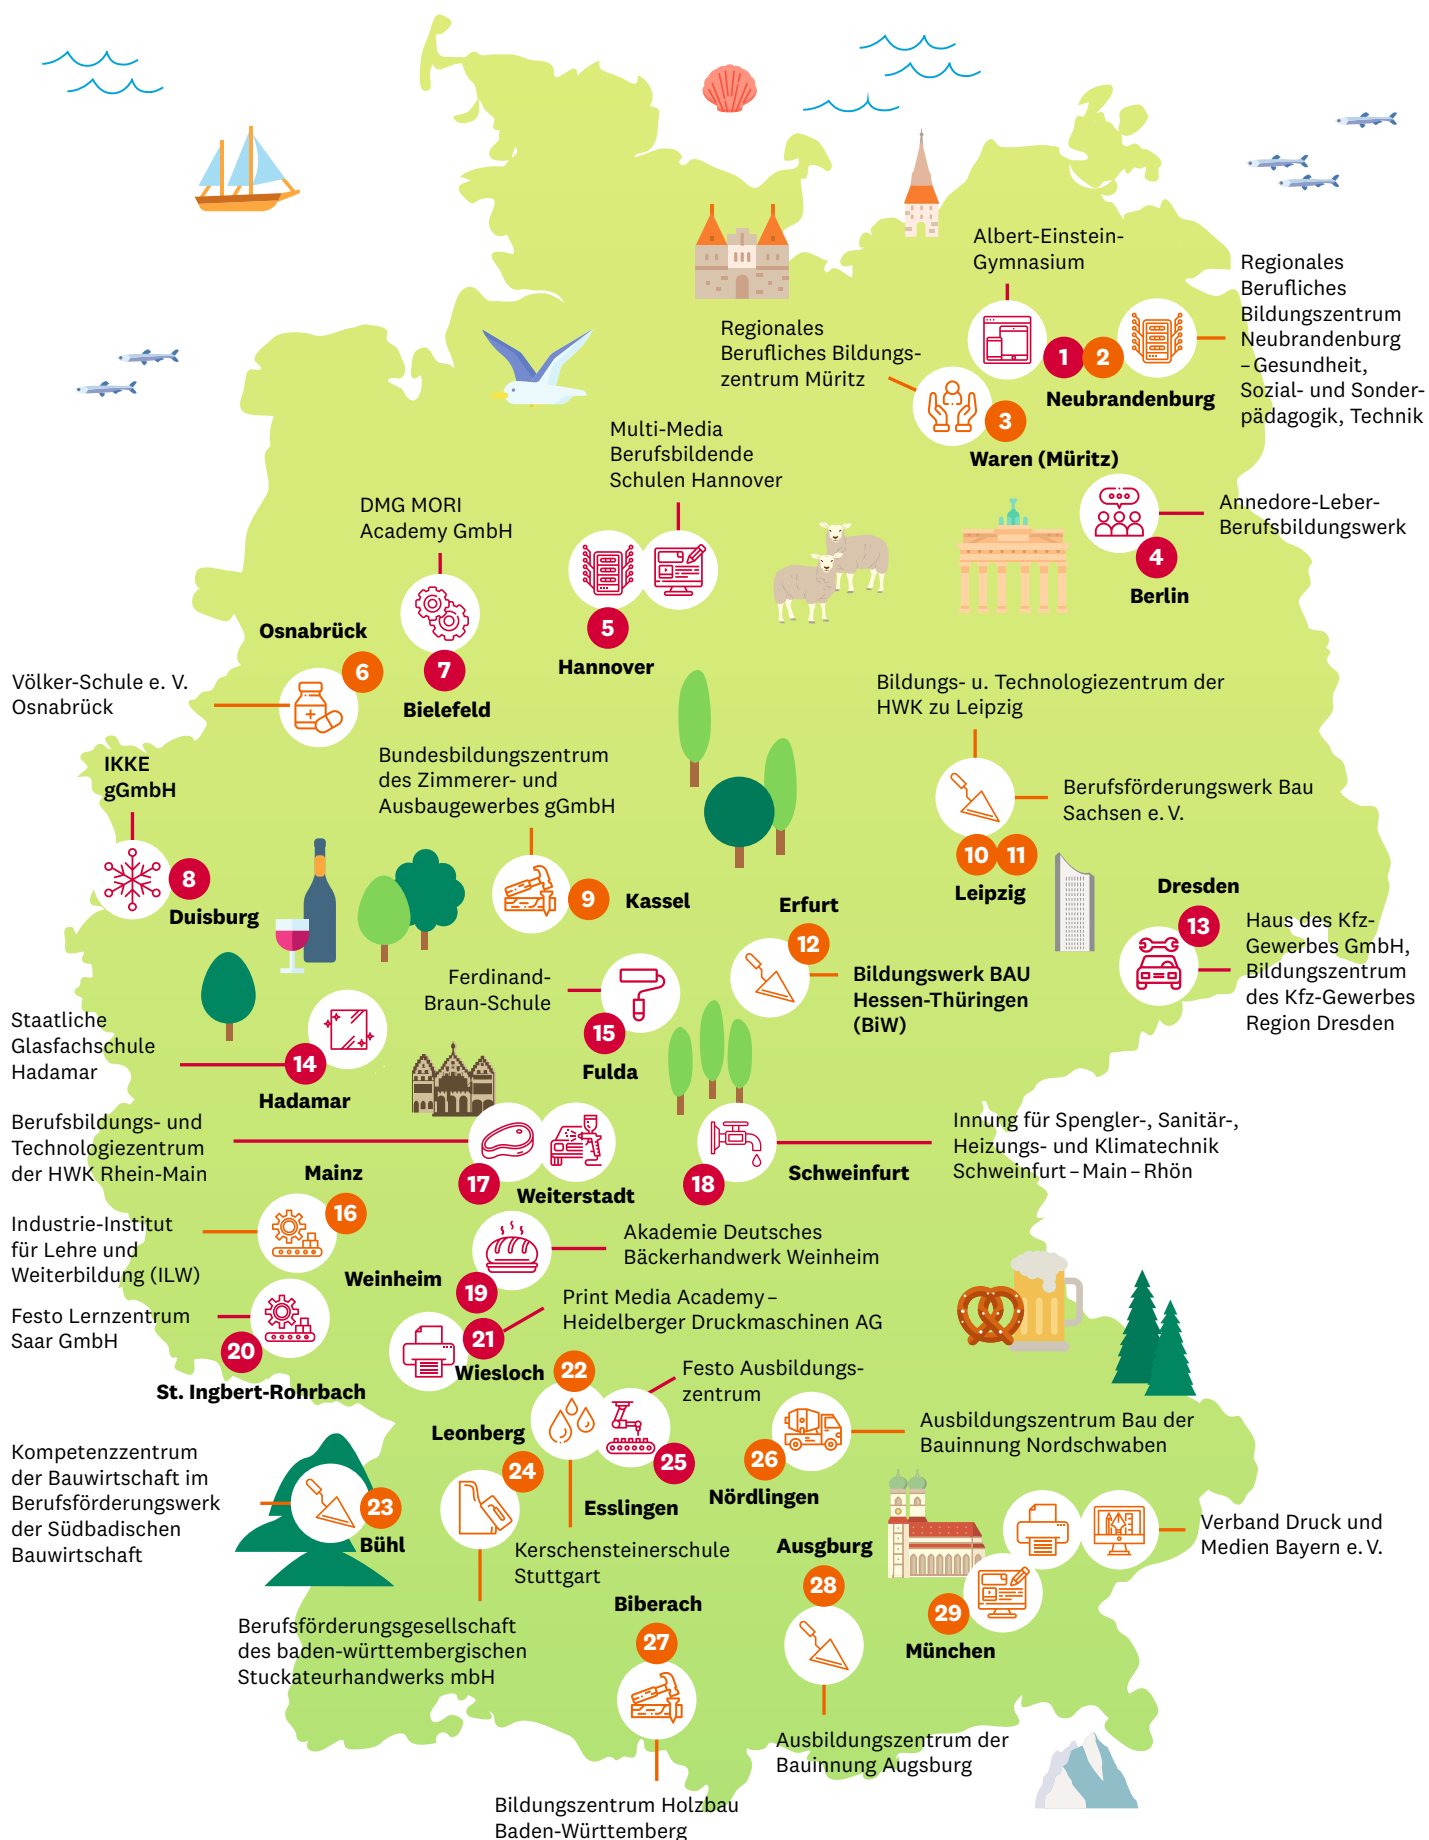 Albert-Einstein-
Gymnasium
1
2
Neubrandenburg
Regionales
Berufliches
Bildungszentrum
Neubrandenburg
– Gesundheit,
Sozial- und Sonder-
pädagogik, Technik
Regionales
Berufliches Bildungs-
zentrum Müritz
3
Waren (Müritz)
Multi-Media
Berufsbildende
Schulen Hannover
5
Hannover
DMG MORI
Academy GmbH
7
Bielefeld
Annedore-Leber-
Berufsbildungswerk
4
Berlin
Osnabrück
6
Völker-Schule e. V.
Osnabrück
Bildungs- u. Technologiezentrum der
HWK zu Leipzig
Berufsförderungswerk Bau
Sachsen e. V.
10
11
Leipzig
IKKE
gGmbH
8
Duisburg
Bundesbildungszentrum
des Zimmerer- und
Ausbaugewerbes gGmbH
9
Kassel
Erfurt
12
Bildungswerk BAU
Hessen-Thüringen
(BiW)
Dresden
13
Haus des Kfz-
Gewerbes GmbH,
Bildungszentrum
des Kfz-Gewerbes
Region Dresden
Ferdinand-
Braun-Schule
15
Fulda
Staatliche
Glasfachschule
Hadamar
14
Hadamar
Berufsbildungs- und
Technologiezentrum
der HWK Rhein-Main
17
Weiterstadt
18
Schweinfurt
Innung für Spengler-, Sanitär-,
Heizungs- und Klimatechnik
Schweinfurt – Main – Rhön
Mainz
16
Industrie-Institut
für Lehre und
Weiterbildung (ILW)
Akademie Deutsches
Bäckerhandwerk Weinheim
Weinheim
19
Festo Lernzentrum
Saar GmbH
20
St. Ingbert-Rohrbach
Print Media Academy –
Heidelberger Druckmaschinen AG
21
Wiesloch
22
Festo Ausbildungs-
zentrum
25
Esslingen
Leonberg
24
Kerschensteinerschule
Stuttgart
Ausbildungszentrum Bau der
Bauinnung Nordschwaben
26
Nördlingen
Kompetenzzentrum
der Bauwirtschaft im
Berufsförderungswerk
der Südbadischen
Bauwirtschaft
23
Bühl
Berufsförderungsgesellschaft
des baden-württembergischen
Stuckateurhandwerks mbH
Verband Druck und
Medien Bayern e. V.
29
München
Ausgburg
28
Ausbildungszentrum der
Bauinnung Augsburg
Biberach
27
Bildungszentrum Holzbau
Baden-Württemberg